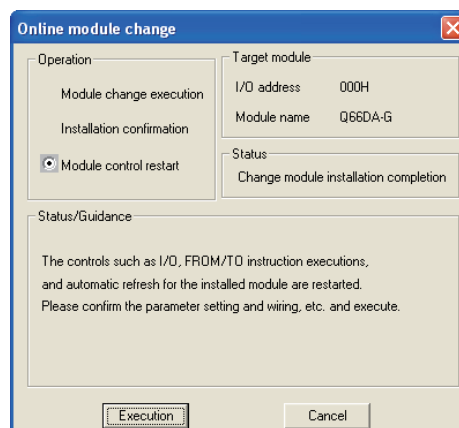 Online module change
Operation
Module change execution
Installation confirmation
Module control restart
Target module
I/O address 000H
Module name Q66DA-G
Status
Change module installation completion
Status/Guidance
The controls such as I/O, FROM/TO instruction executions,
and automatic refresh for the installed module are restarted.
Please confirm the parameter setting and wiring, etc. and execute.
Execution
Cancel